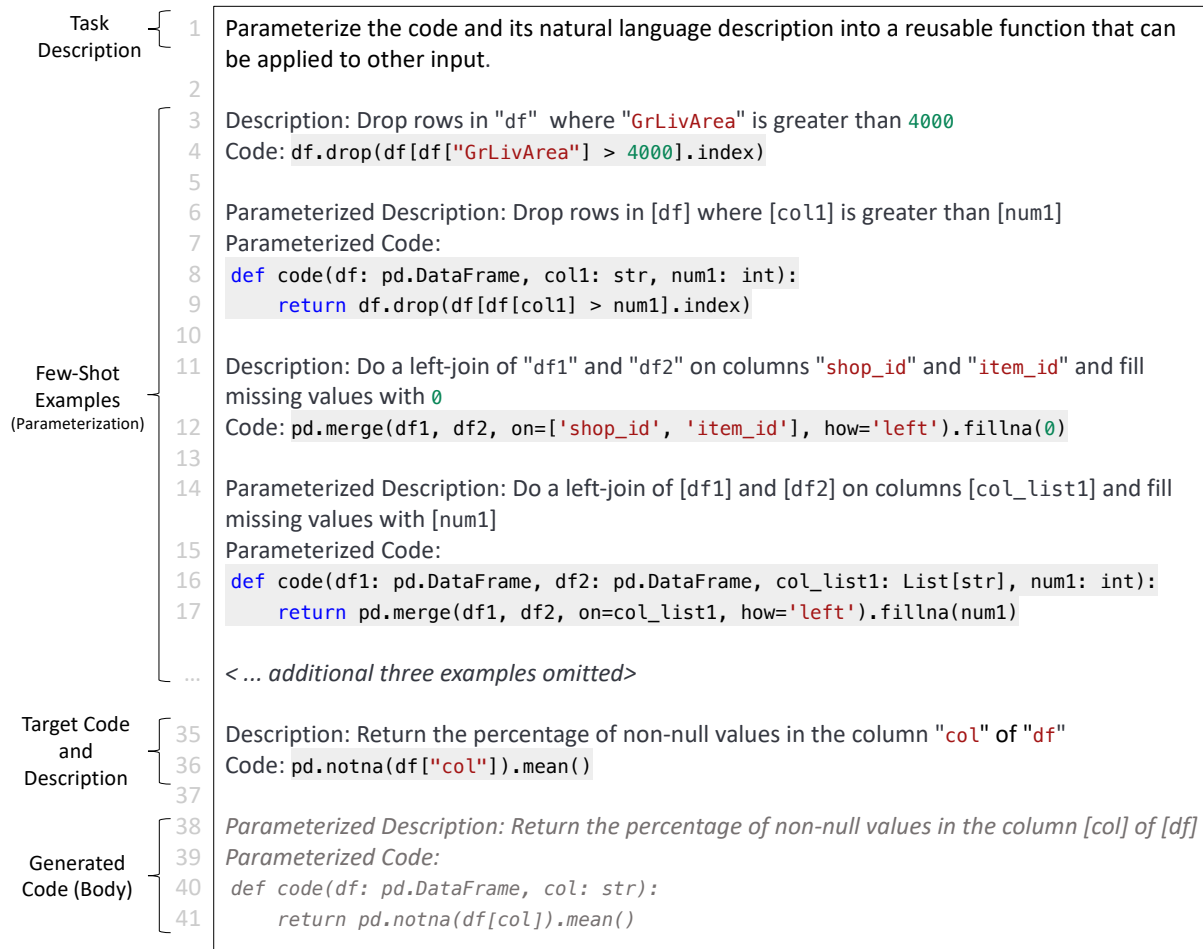 Task
Description
1 Parameterize the code and its natural language description into a reusable function that can
be applied to other input.
2
3 Description: Drop rows in "df" where "GrLivArea" is greater than 4000
4 Code: df.drop(df[df["GrLivArea"] > 4000].index)
5
6 Parameterized Description: Drop rows in [df] where [col1] is greater than [num1]
7 Parameterized Code:
8 def code(df: pd.DataFrame, col1: str, num1: int):
9 return df.drop(df[df[col1] > num1].index)
10
Few-Shot
Examples
(Parameterization)
11 Description: Do a left-join of "df1" and "df2" on columns "shop_id" and "item_id" and fill
missing values with 0
12 Code: pd.merge(df1, df2, on=['shop_id', 'item_id'], how='left').fillna(0)
13
14 Parameterized Description: Do a left-join of [df1] and [df2] on columns [col_list1] and fill
missing values with [num1]
15 Parameterized Code:
16 def code(df1: pd.DataFrame, df2: pd.DataFrame, col_list1: List[str], num1: int):
17 return pd.merge(df1, df2, on=col_list1, how='left').fillna(num1)
... < ... additional three examples omitted>
Target Code
and
Description
35 Description: Return the percentage of non-null values in the column "col" of "df"
36 Code: pd.notna(df["col"]).mean()
37
Generated
Code (Body)
38 Parameterized Description: Return the percentage of non-null values in the column [col] of [df]
39 Parameterized Code:
40 def code(df: pd.DataFrame, col: str):
41 return pd.notna(df[col]).mean()